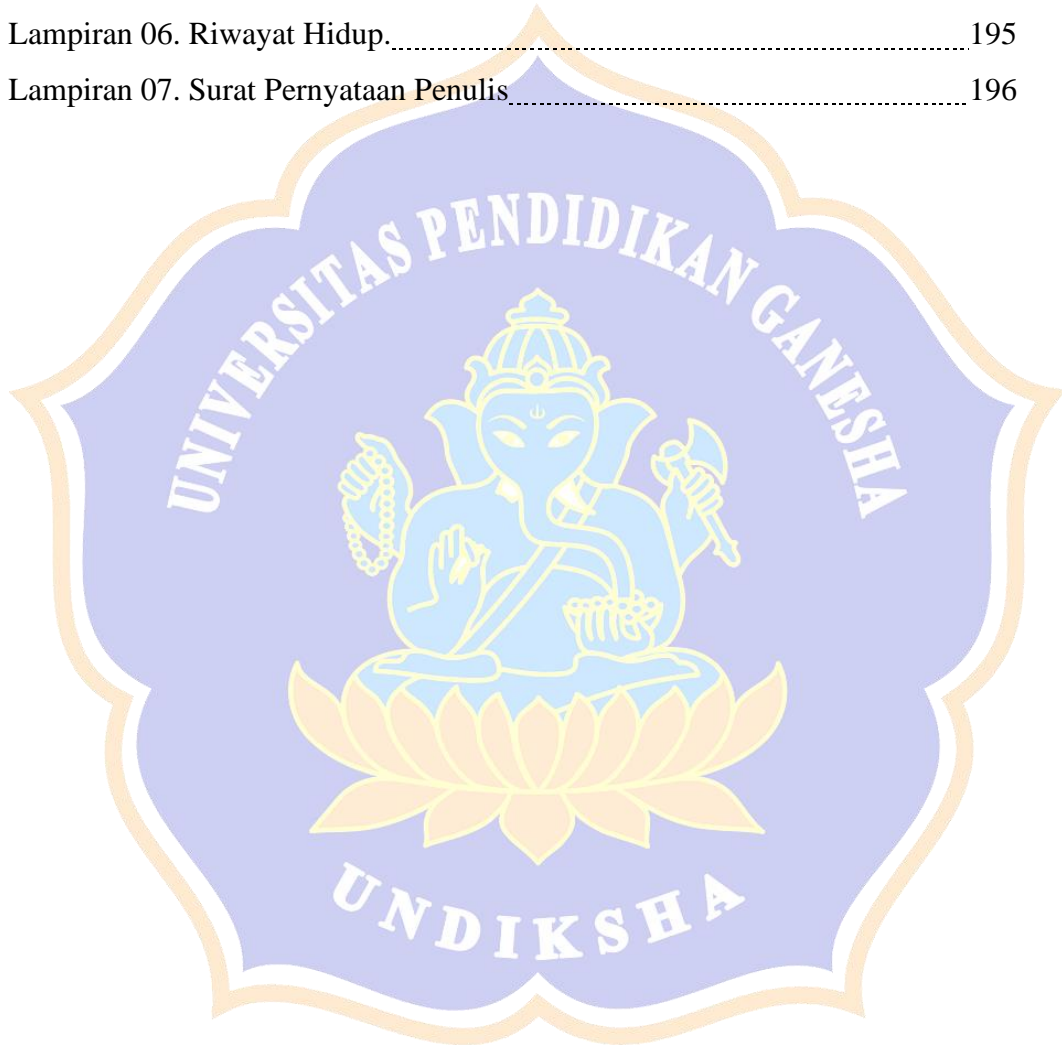 Lampiran 06. Riwayat Hidup. 195
Lampiran 07. Surat Pernyataan Penulis 196
UNIVERSITAS PENDIDIKAN GANESHA
UNDIKSHA